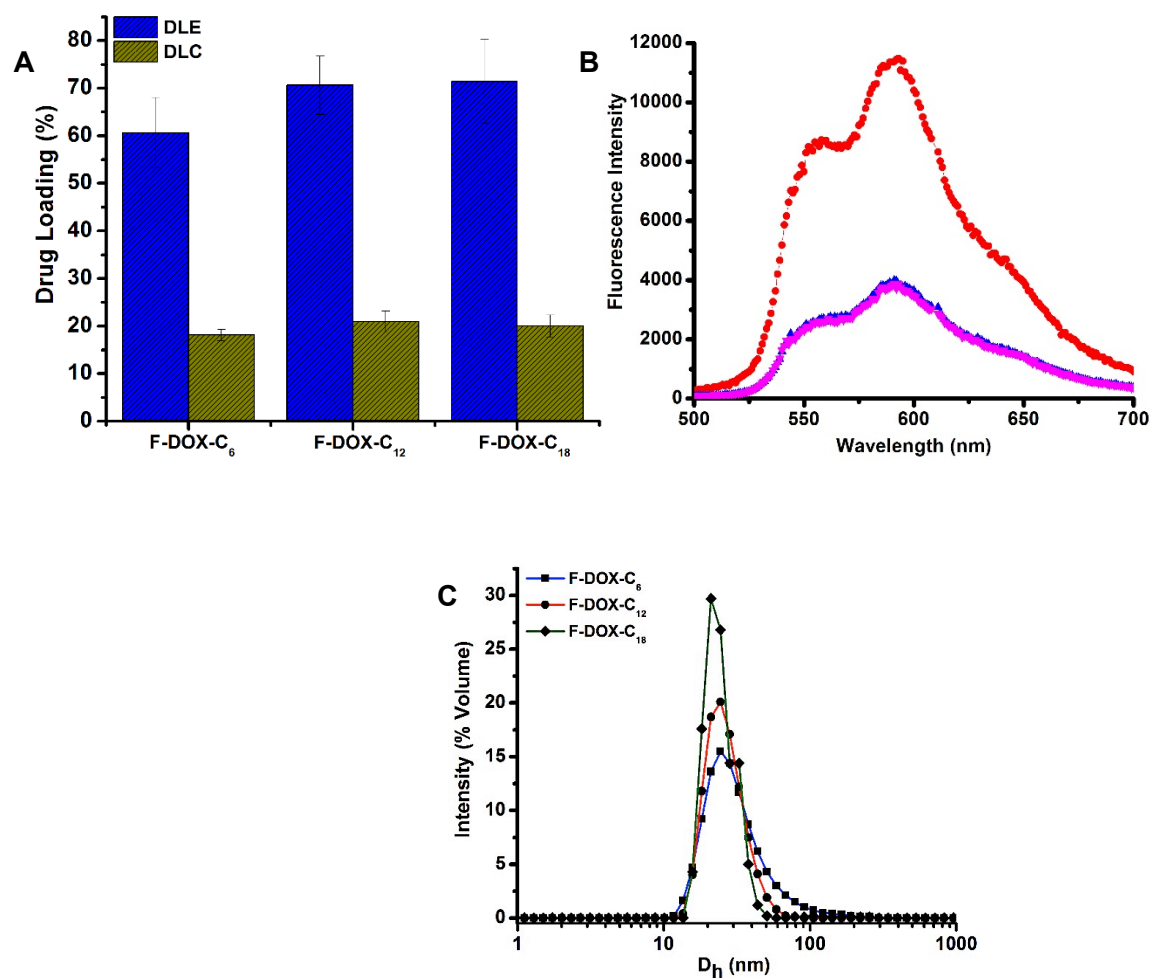 A
DLE
DLC
Drug Loading (%)
80
70
60
50
40
30
20
10
0
F-DOX-C₆
F-DOX-C₁₂
F-DOX-C₁₈
B
Fluorescence Intensity
12000
10000
8000
6000
4000
2000
0
500
550
600
650
700
Wavelength (nm)
C
F-DOX-C₆
F-DOX-C₁₂
F-DOX-C₁₈
Intensity (% Volume)
30
25
20
15
10
5
0
1
10
100
1000
Dₕ (nm)